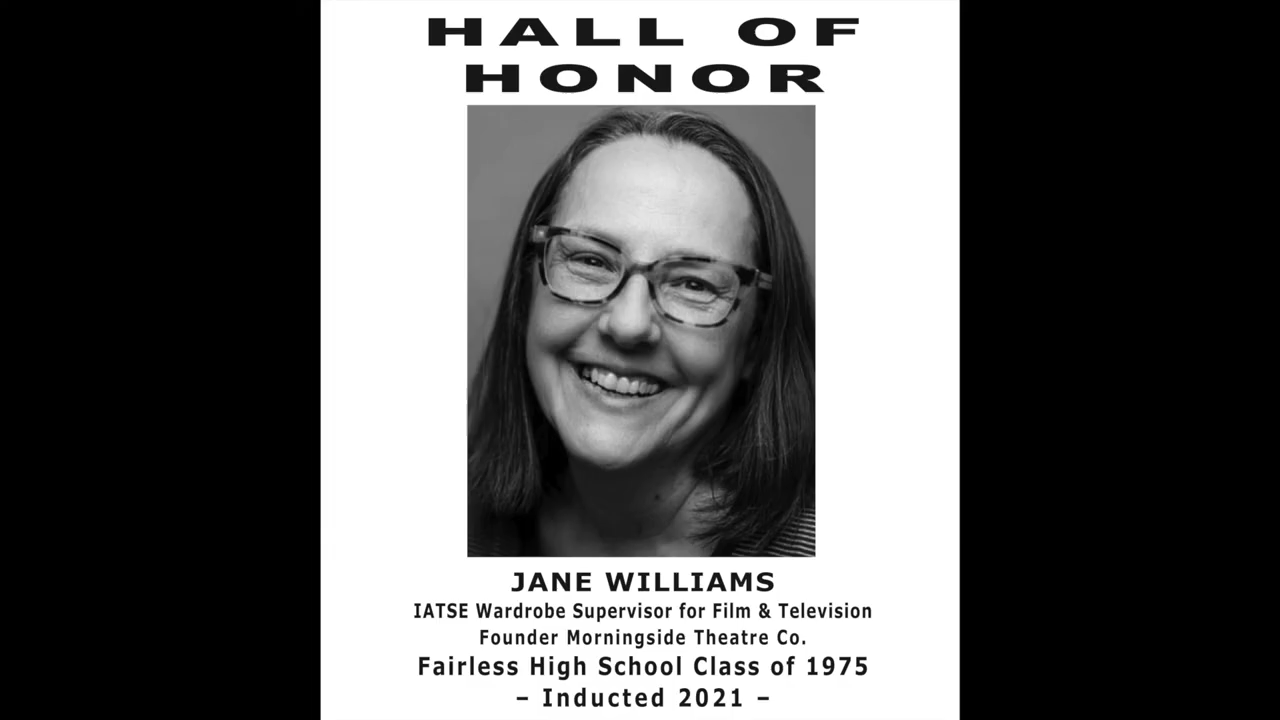 HALL OF
HONOR
JANE WILLIAMS
IATSE Wardrobe Supervisor for Film & Television
Founder Morningside Theatre Co.
Fairless High School Class of 1975
– Inducted 2021 –